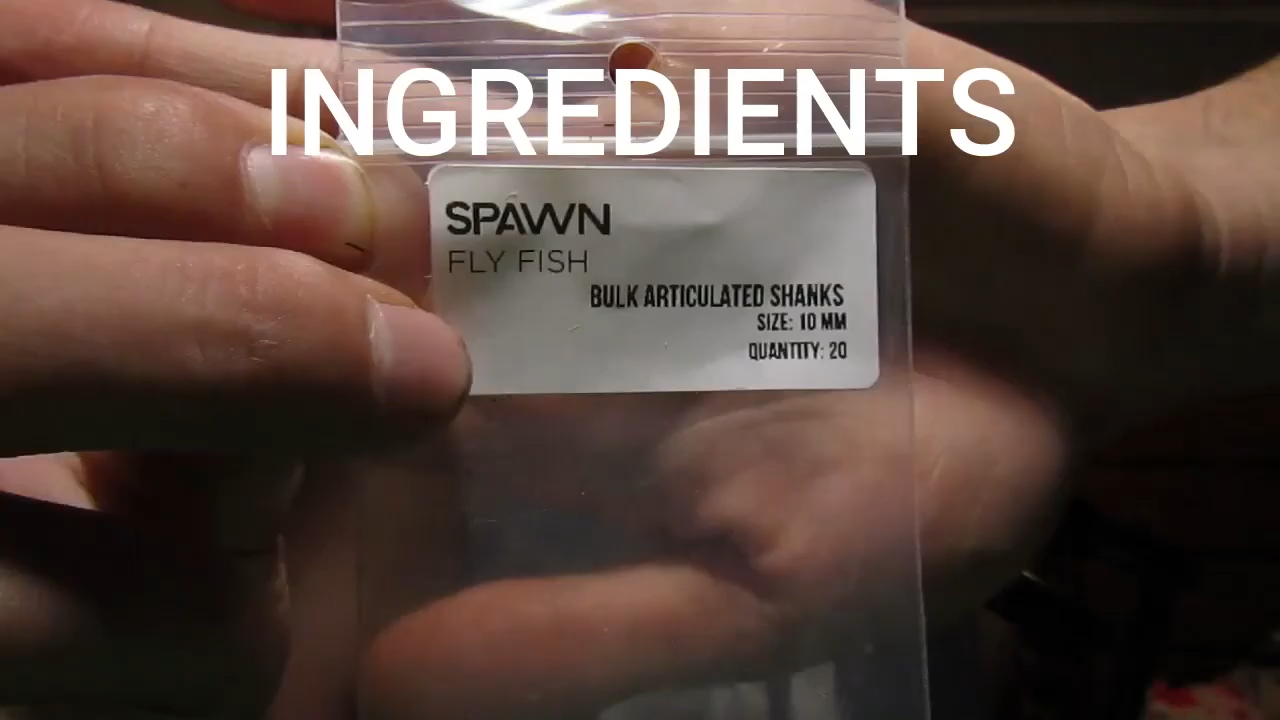 INGREDIENTS
SPAWN
FLY FISH
BULK ARTICULATED SHANKS
SIZE: 10 MM
QUANTITY: 20